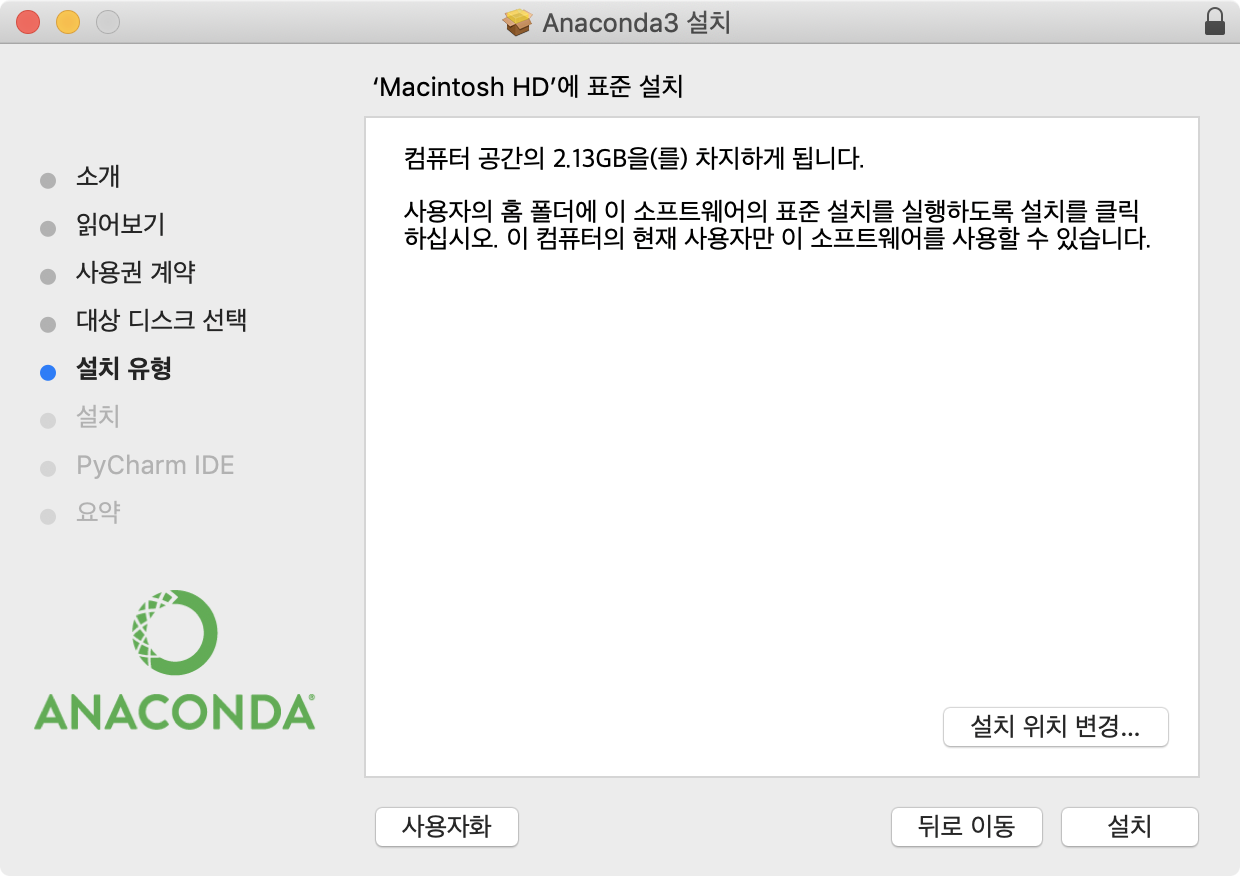 Anaconda3 설치
‘Macintosh HD’에 표준 설치
소개
읽어보기
사용권 계약
대상 디스크 선택
설치 유형
설치
PyCharm IDE
요약
ANACONDA®
컴퓨터 공간의 2.13GB을(를) 차지하게 됩니다.
사용자의 홈 폴더에 이 소프트웨어의 표준 설치를 실행하도록 설치를 클릭
하십시오. 이 컴퓨터의 현재 사용자만 이 소프트웨어를 사용할 수 있습니다.
설치 위치 변경...
사용자화
뒤로 이동
설치